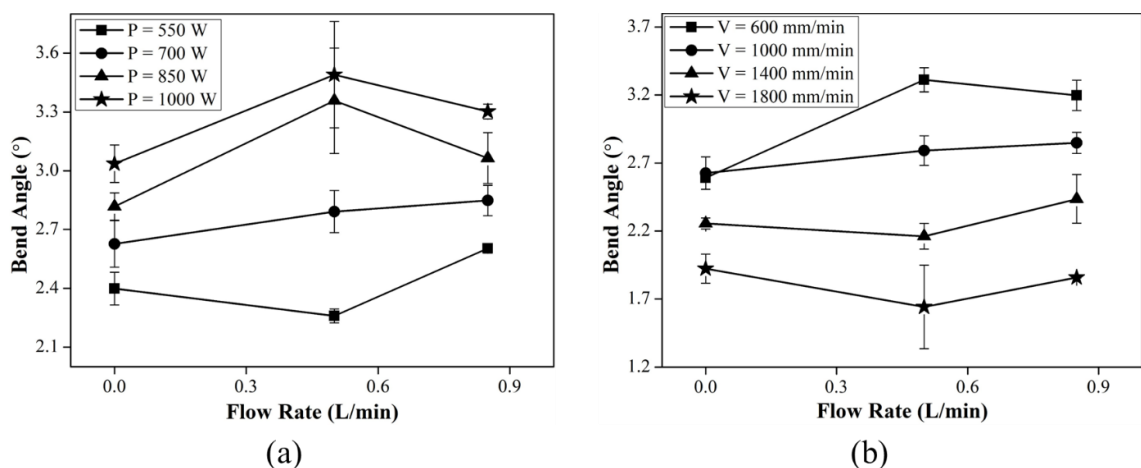 P = 550 W
P = 700 W
P = 850 W
P = 1000 W
3.6
3.3
3.0
2.7
2.4
2.1
Bend Angle (°)
0.0 0.3 0.6 0.9
Flow Rate (L/min)
(a)
V = 600 mm/min
V = 1000 mm/min
V = 1400 mm/min
V = 1800 mm/min
3.7
3.2
2.7
2.2
1.7
1.2
Bend Angle (°)
0.0 0.3 0.6 0.9
Flow Rate (L/min)
(b)